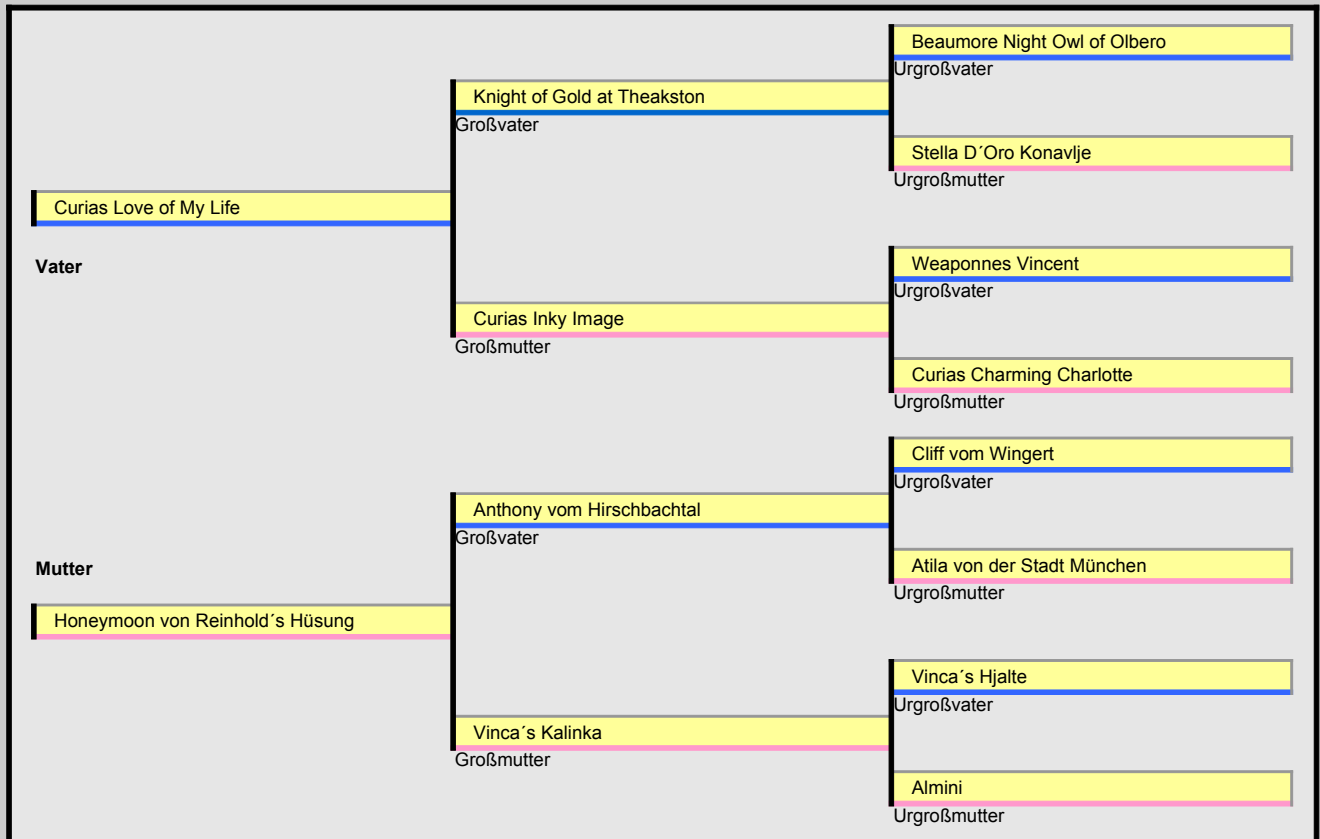 Beaumore Night Owl of Olbero
Urgroßvater
Knight of Gold at Theakston
Großvater
Stella D´Oro Konavlje
Urgroßmutter
Curias Love of My Life
Vater
Weaponnes Vincent
Urgroßvater
Curias Inky Image
Großmutter
Curias Charming Charlotte
Urgroßmutter
Cliff vom Wingert
Urgroßvater
Anthony vom Hirschbachtal
Großvater
Atila von der Stadt München
Urgroßmutter
Mutter
Honeymoon von Reinhold´s Hüsung
Vinca´s Hjalte
Urgroßvater
Vinca´s Kalinka
Großmutter
Almini
Urgroßmutter